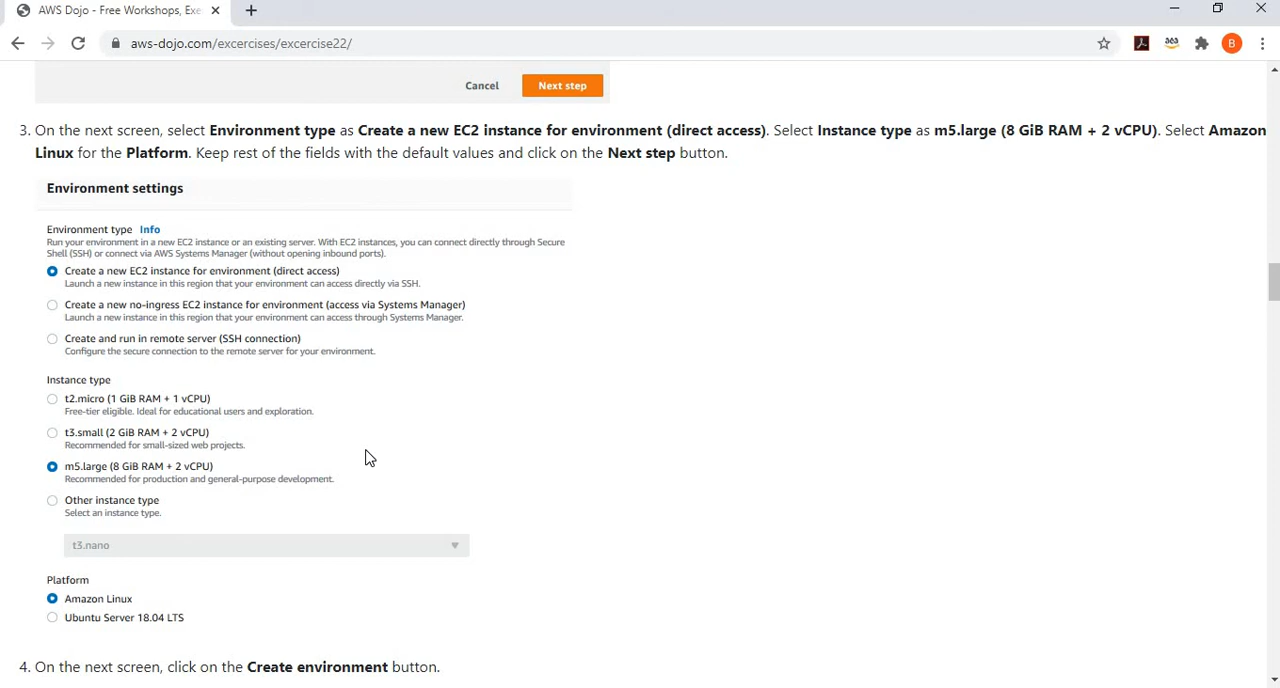 AWS Dojo - Free Workshops, Exe
aws-dojo.com/excercises/excercise22/
B
Cancel
Next step
3. On the next screen, select Environment type as Create a new EC2 instance for environment (direct access). Select Instance type as m5.large (8 GiB RAM + 2 vCPU). Select Amazon
Linux for the Platform. Keep rest of the fields with the default values and click on the Next step button.
Environment settings
Environment type Info
Run your environment in a new EC2 instance or an existing server. With EC2 instances, you can connect directly through Secure
Shell (SSH) or connect via AWS Systems Manager (without opening inbound ports).
Create a new EC2 instance for environment (direct access)
Launch a new instance in this region that your environment can access directly via SSH.
Create a new no-ingress EC2 instance for environment (access via Systems Manager)
Launch a new instance in this region that your environment can access through Systems Manager.
Create and run in remote server (SSH connection)
Configure the secure connection to the remote server for your environment.
Instance type
t2.micro (1 GiB RAM + 1 vCPU)
Free-tier eligible. Ideal for educational users and exploration.
t3.small (2 GiB RAM + 2 vCPU)
Recommended for small-sized web projects.
m5.large (8 GiB RAM + 2 vCPU)
Recommended for production and general-purpose development.
Other instance type
Select an instance type.
t3.nano
Platform
Amazon Linux
Ubuntu Server 18.04 LTS
4. On the next screen, click on the Create environment button.